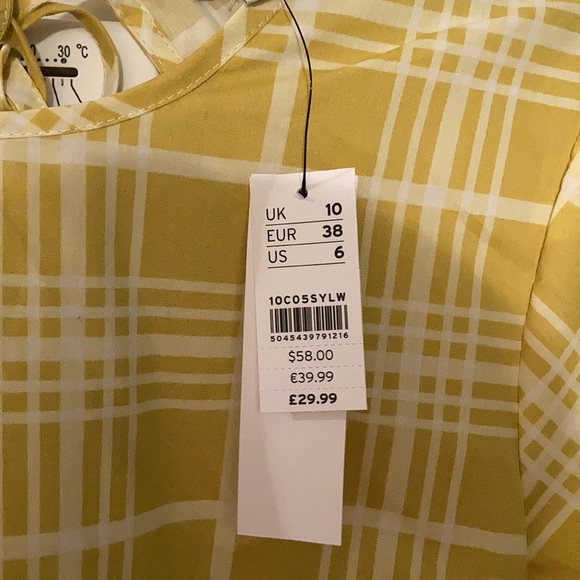 30 °C
UK 10
EUR 38
US 6
10C05SYLW
5045439791216
$58.00
€39.99
£29.99